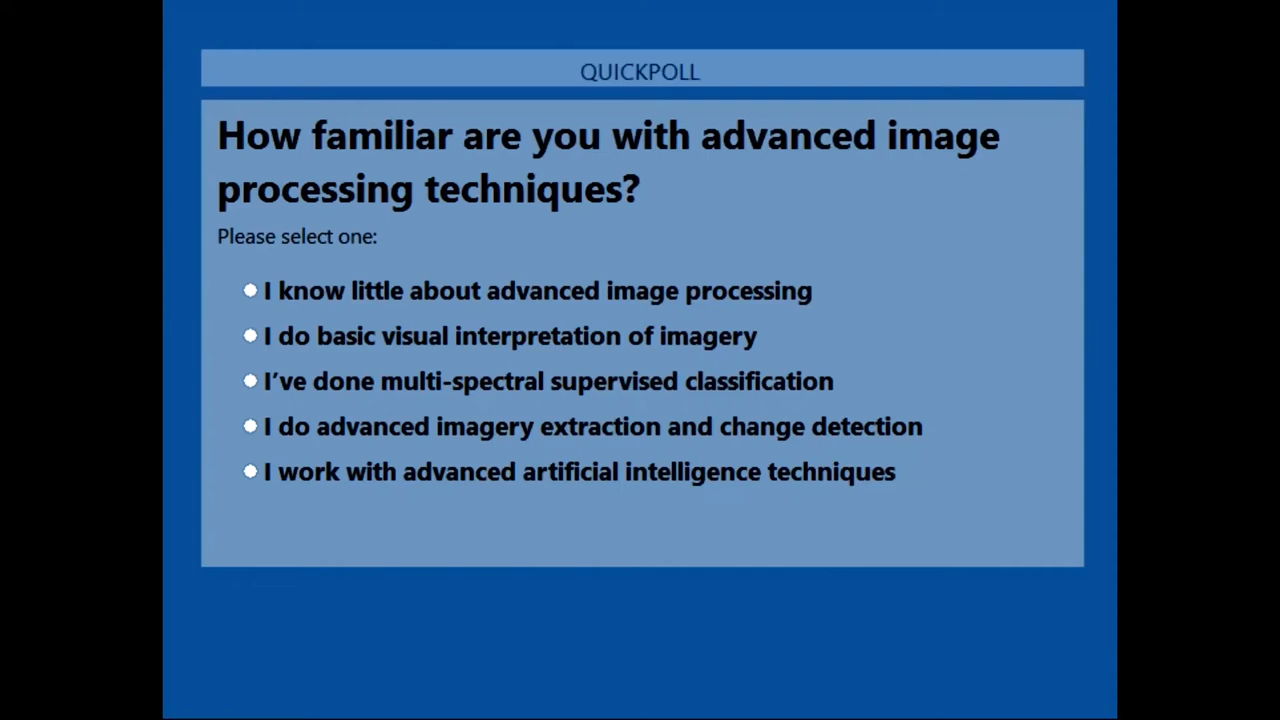 QUICKPOLL
How familiar are you with advanced image
processing techniques?
Please select one:
I know little about advanced image processing
I do basic visual interpretation of imagery
I’ve done multi-spectral supervised classification
I do advanced imagery extraction and change detection
I work with advanced artificial intelligence techniques